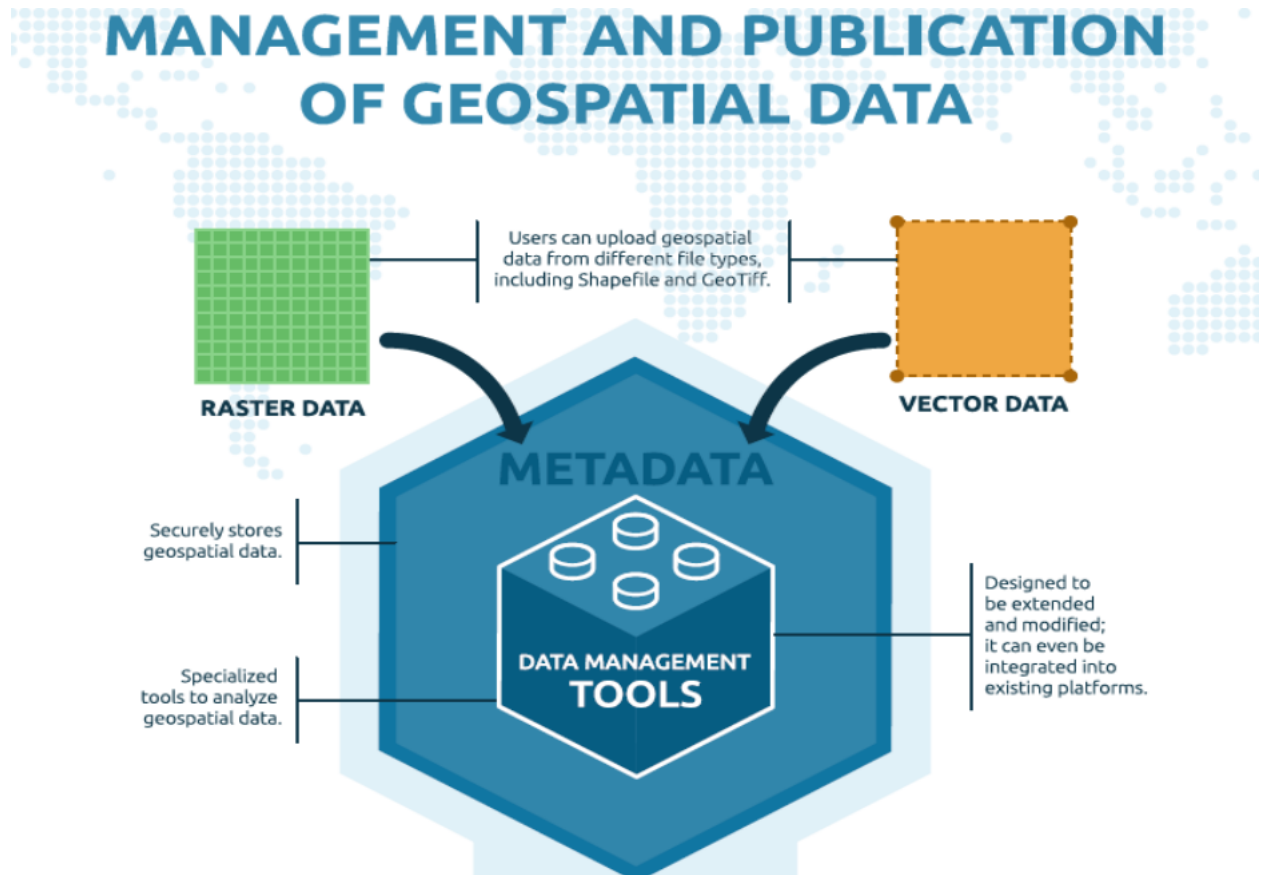 MANAGEMENT AND PUBLICATION
OF GEOSPATIAL DATA
Users can upload geospatial
data from different file types,
including Shapefile and GeoTiff.
RASTER DATA
VECTOR DATA
METADATA
Securely stores
geospatial data.
DATA MANAGEMENT
TOOLS
Specialized
tools to analyze
geospatial data.
Designed to
be extended
and modified;
it can even be
integrated into
existing platforms.